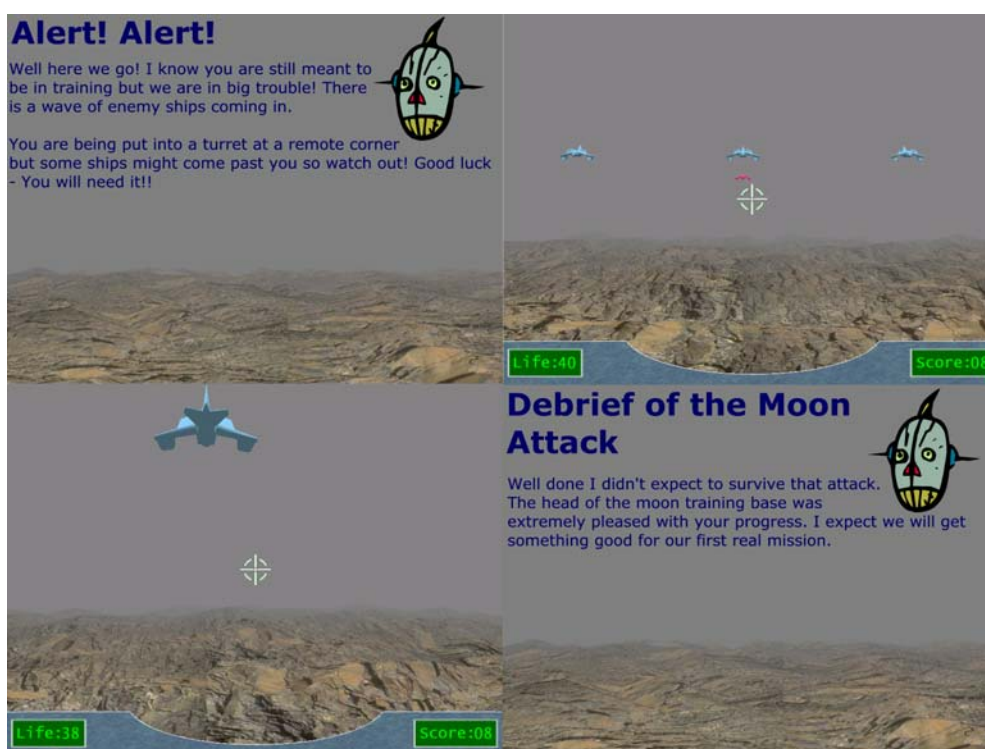 Alert! Alert!
Well here we go! I know you are still meant to
be in training but we are in big trouble! There
is a wave of enemy ships coming in.
You are being put into a turret at a remote corner
but some ships might come past you so watch out! Good luck
- You will need it!!
Life:40
Score:08
Life:38
Score:08
Debrief of the Moon
Attack
Well done I didn't expect to survive that attack.
The head of the moon training base was
extremely pleased with your progress. I expect we will get
something good for our first real mission.